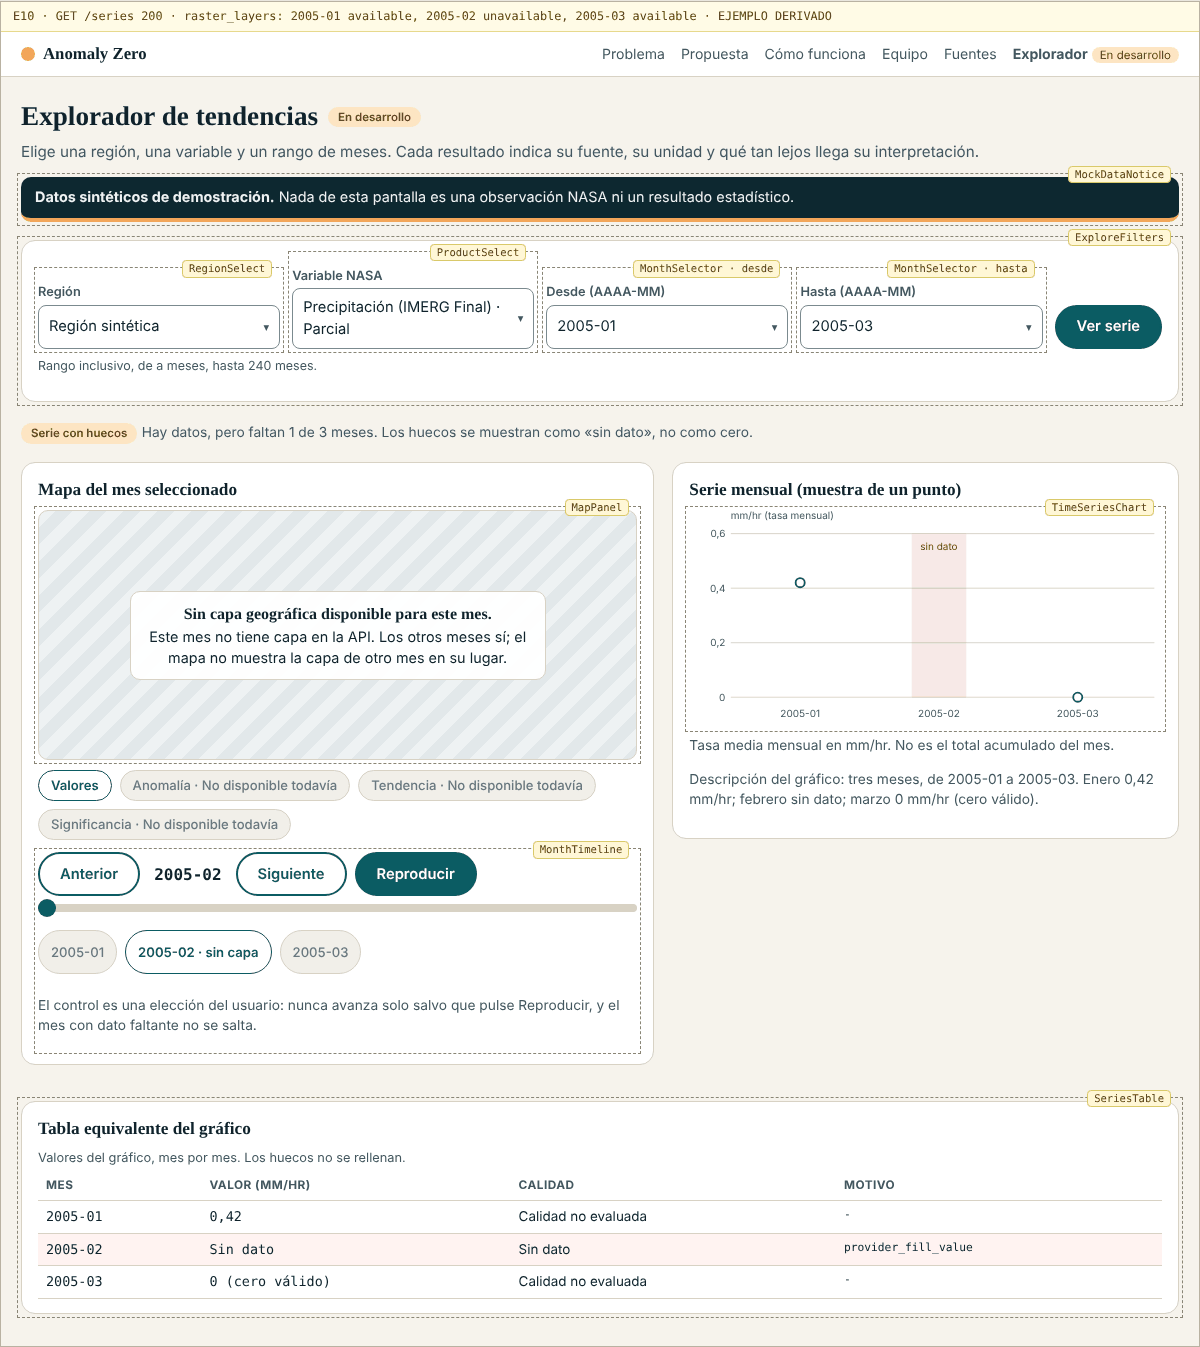 E10 · GET /series 200 · raster_layers: 2005-01 available, 2005-02 unavailable, 2005-03 available · EJEMPLO DERIVADO
Anomaly Zero
Problema Propuesta Cómo funciona Equipo Fuentes Explorador En desarrollo
Explorador de tendencias En desarrollo
Elige una región, una variable y un rango de meses. Cada resultado indica su fuente, su unidad y qué tan lejos llega su interpretación.
MockDataNotice
Datos sintéticos de demostración. Nada de esta pantalla es una observación NASA ni un resultado estadístico.
ExploreFilters
RegionSelect
Región
Región sintética ▾
ProductSelect
Variable NASA
Precipitación (IMERG Final) ·
Parcial ▾
MonthSelector · desde
Desde (AAAA-MM)
2005-01 ▾
MonthSelector · hasta
Hasta (AAAA-MM)
2005-03 ▾
Ver serie
Rango inclusivo, de a meses, hasta 240 meses.
Serie con huecos Hay datos, pero faltan 1 de 3 meses. Los huecos se muestran como «sin dato», no como cero.
Mapa del mes seleccionado
MapPanel
Sin capa geográfica disponible para este mes.
Este mes no tiene capa en la API. Los otros meses sí; el
mapa no muestra la capa de otro mes en su lugar.
Valores Anomalía · No disponible todavía Tendencia · No disponible todavía
Significancia · No disponible todavía
MonthTimeline
Anterior 2005-02 Siguiente Reproducir
2005-01 2005-02 · sin capa 2005-03
El control es una elección del usuario: nunca avanza solo salvo que pulse Reproducir, y el
mes con dato faltante no se salta.
Serie mensual (muestra de un punto)
TimeSeriesChart
mm/hr (tasa mensual)
0,6
sin dato
0,4
0,2
0
2005-01 2005-02 2005-03
Tasa media mensual en mm/hr. No es el total acumulado del mes.
Descripción del gráfico: tres meses, de 2005-01 a 2005-03. Enero 0,42
mm/hr; febrero sin dato; marzo 0 mm/hr (cero válido).
SeriesTable
Tabla equivalente del gráfico
Valores del gráfico, mes por mes. Los huecos no se rellenan.
MES VALOR (MM/HR) CALIDAD MOTIVO
2005-01 0,42 Calidad no evaluada -
2005-02 Sin dato Sin dato provider_fill_value
2005-03 0 (cero válido) Calidad no evaluada -